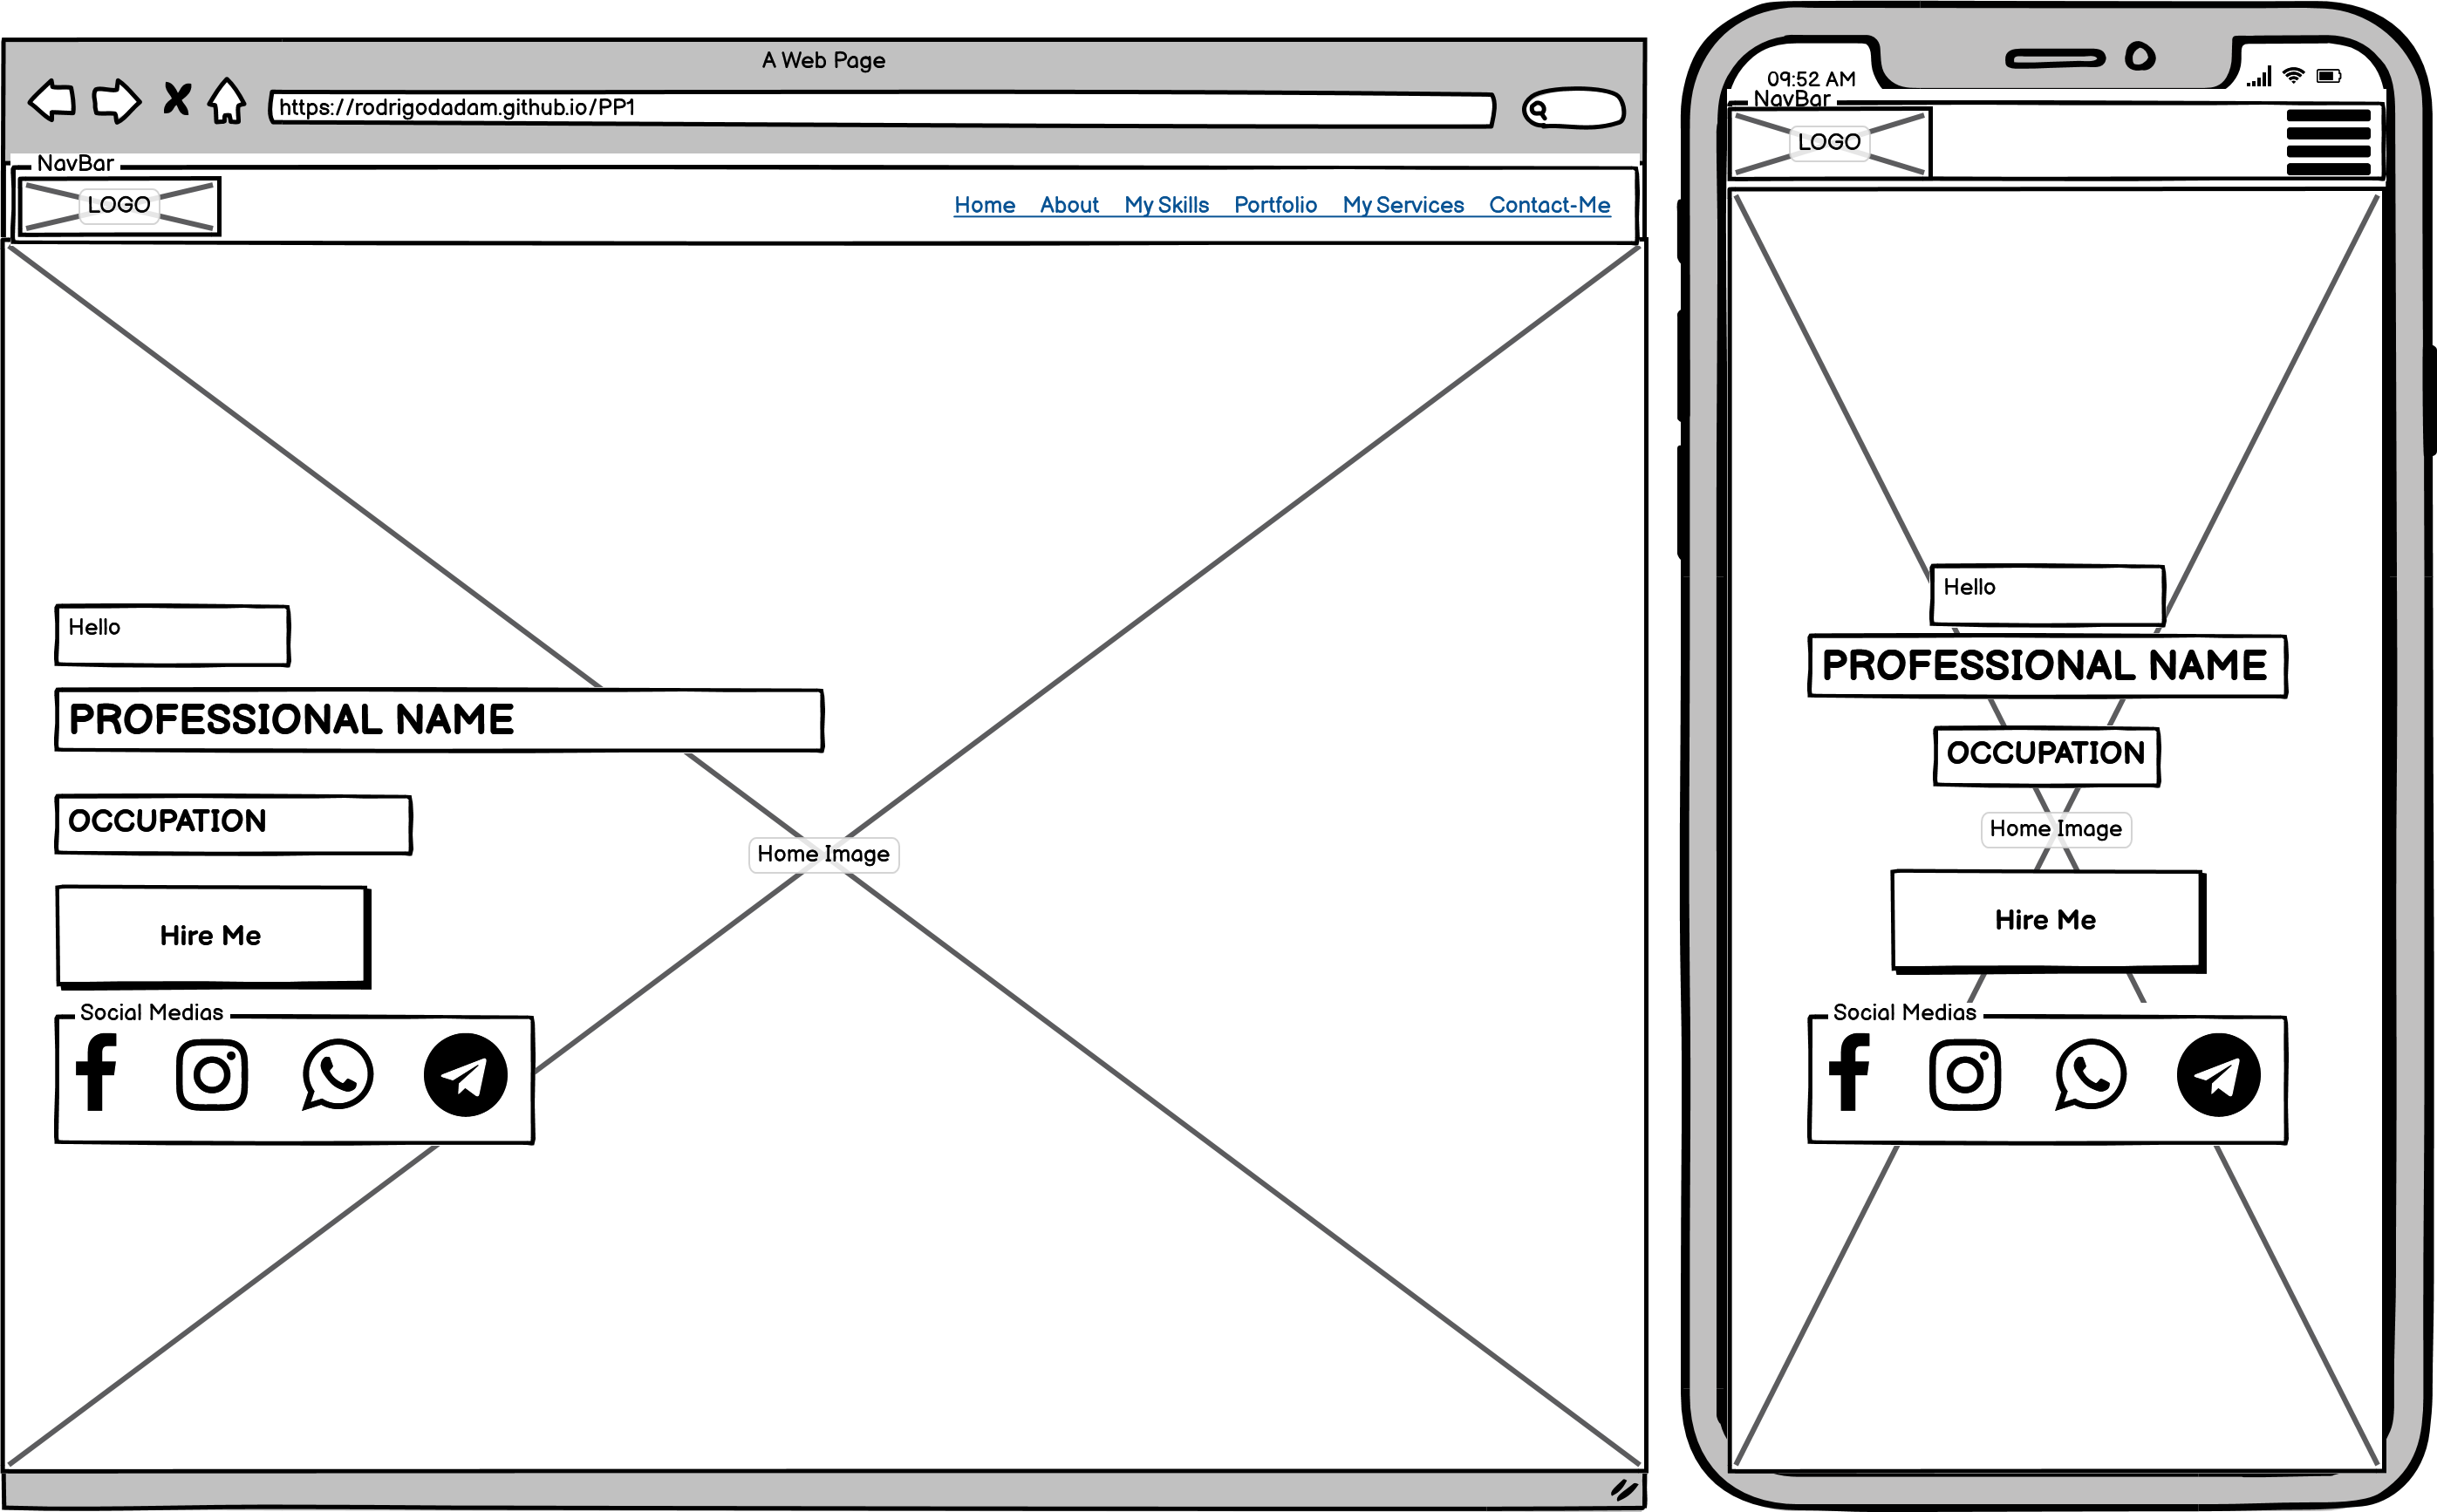 A Web Page
https://rodrigodadam.github.io/PP1
NavBar
LOGO
Home About My Skills Portfolio My Services Contact-Me
Hello
PROFESSIONAL NAME
OCCUPATION
Home Image
Hire Me
Social Medias
09:52 AM
NavBar
LOGO
Hello
PROFESSIONAL NAME
OCCUPATION
Home Image
Hire Me
Social Medias